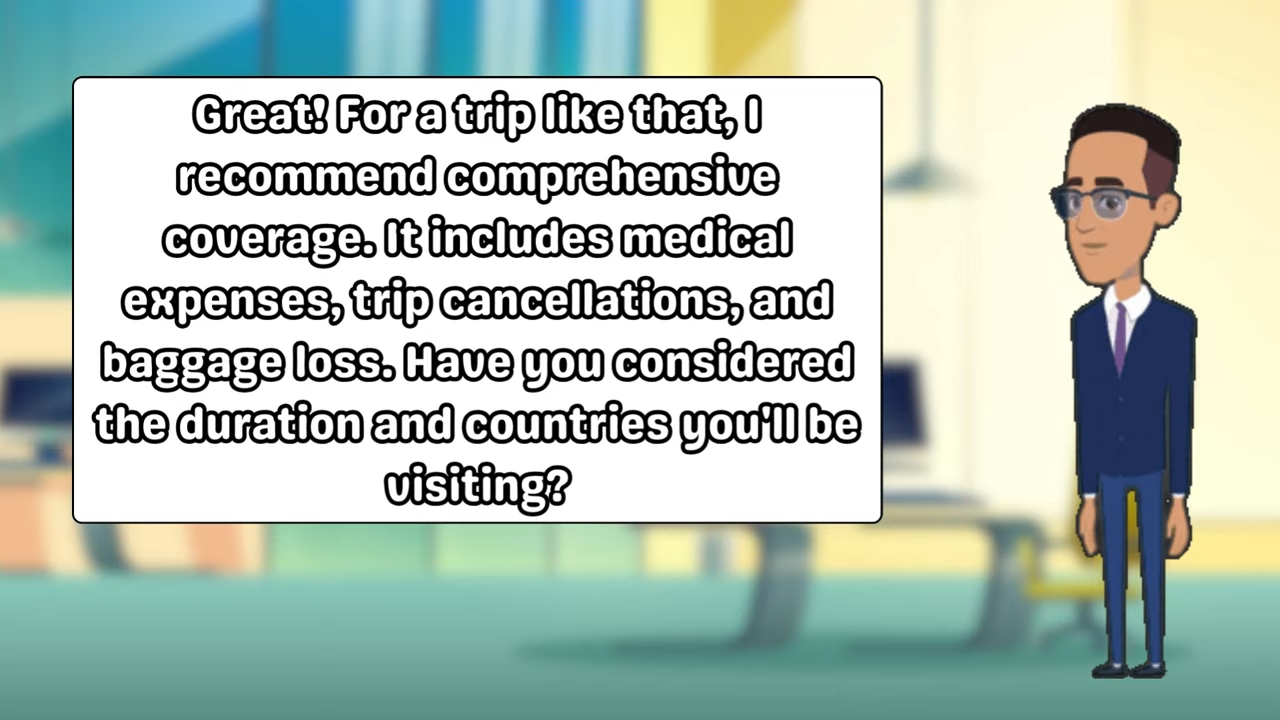 Great! For a trip like that, I
recommend comprehensive
coverage. It includes medical
expenses, trip cancellations, and
baggage loss. Have you considered
the duration and countries you'll be
visiting?